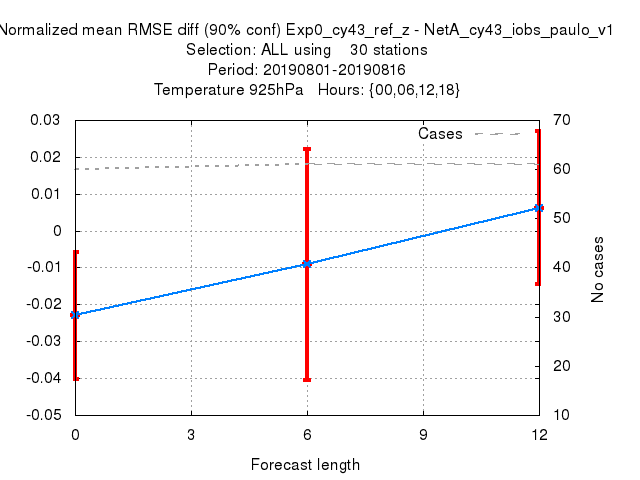 Normalized mean RMSE diff (90% conf) Exp0_cy43_ref_z - NetA_cy43_iobs_paulo_v1
Selection: ALL using 30 stations
Period: 20190801-20190816
Temperature 925hPa Hours: {00,06,12,18}
Cases
0.03
0.02
0.01
0
-0.01
-0.02
-0.03
-0.04
-0.05
70
60
50
40
30
20
10
No cases
0 3 6 9 12
Forecast length